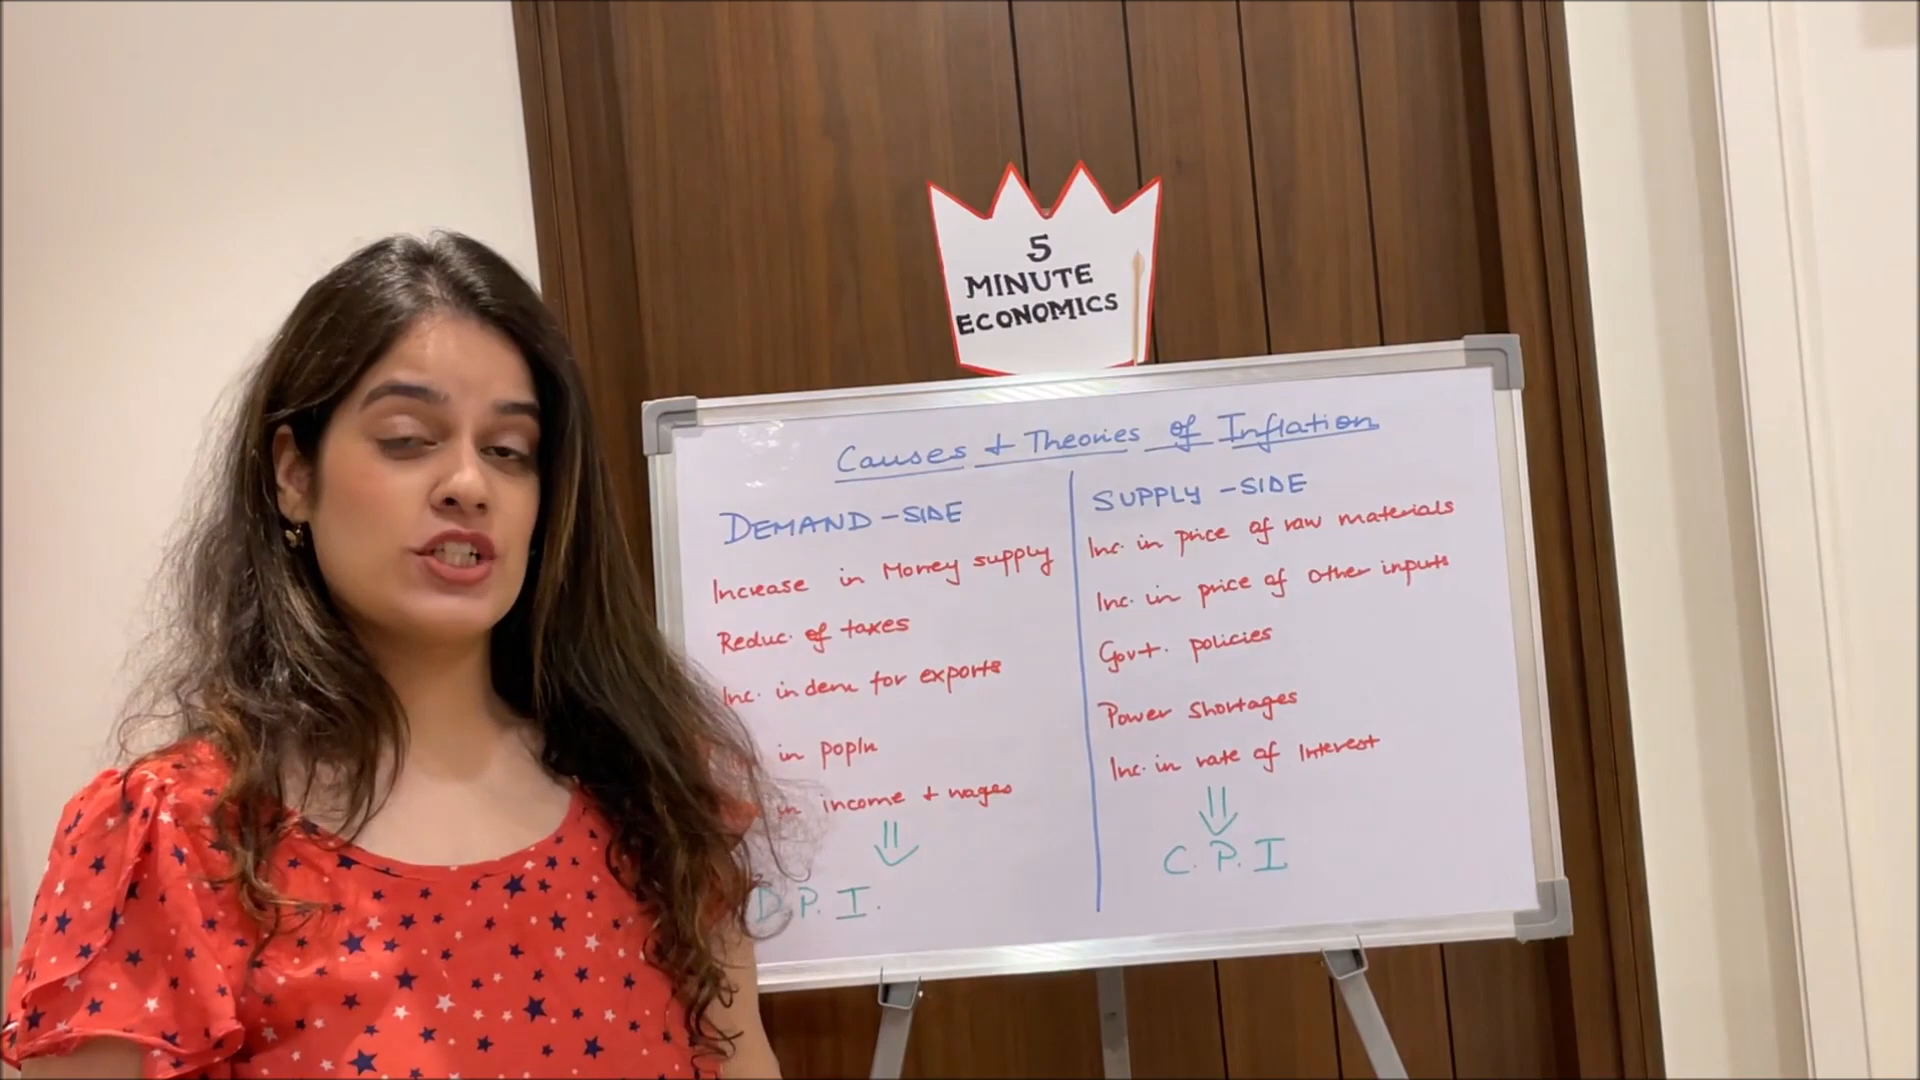 5
MINUTE
ECONOMICS
Causes + Theories of Inflation
DEMAND-SIDE
Increase in Money supply
Reduc. of taxes
Inc. in dem for exports
in popln
in income + wages
D.P.I.
SUPPLY-SIDE
Inc. in price of raw materials
Inc. in price of other inputs
Govt. policies
Power shortages
Inc. in rate of Interest
C.P.I